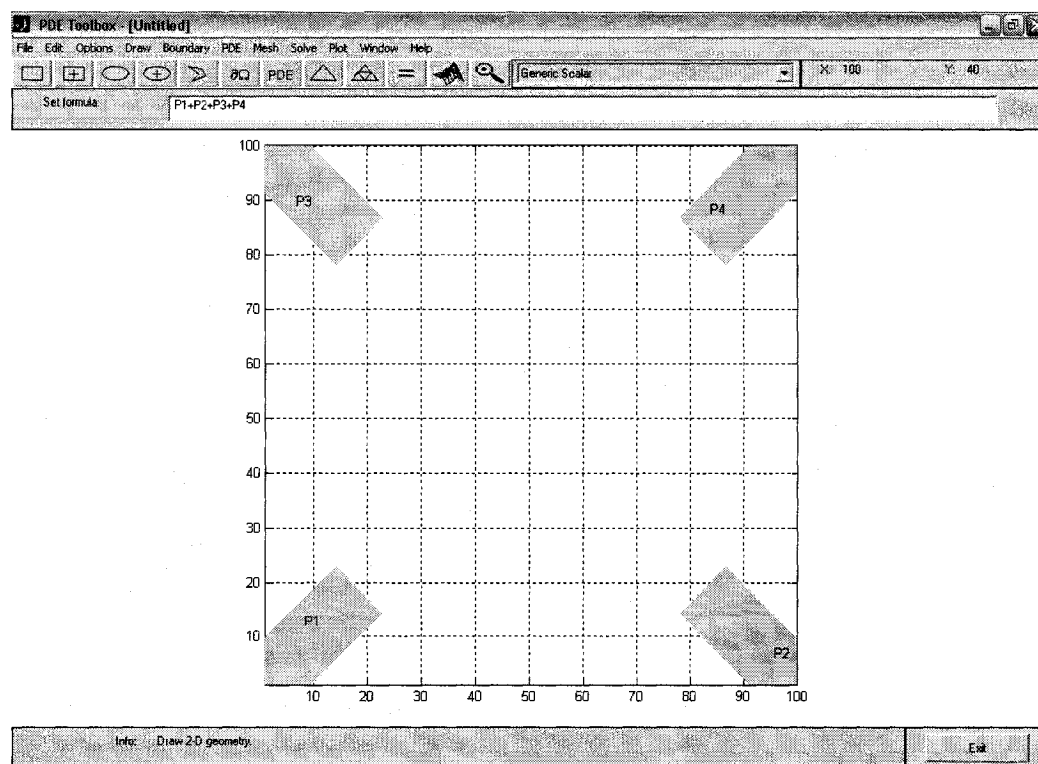 PDE Toolbox - [Untitled]
File Edit Options Draw Boundary PDE Mesh Solve Plot Window Help
∂Ω PDE = Generic Scalar X: 100 Y: 40
Set formula: P1+P2+P3+P4
100
90
80
70
60
50
40
30
20
10
P3
P4
P1
P2
10 20 30 40 50 60 70 80 90 100
Info: Draw 2-D geometry. Exit